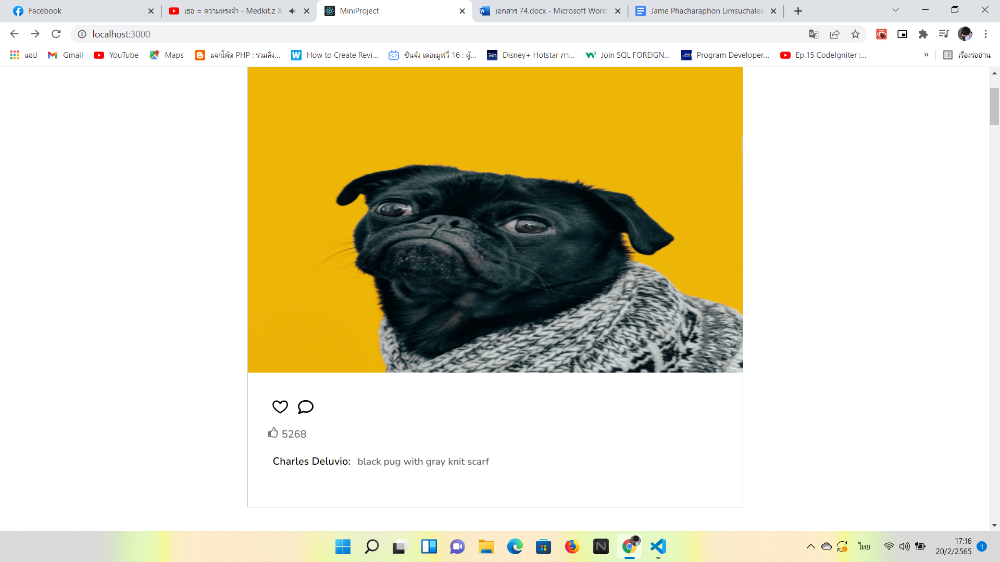 Facebook
เธอ = ความทรงจำ - Medkit.z X
MiniProject
เอกสาร 74.docx - Microsoft Word
Jame Phacharaphon Limsuchalee
localhost:3000
แอป
Gmail
YouTube
Maps
แจกโค้ด PHP : รวมลิง...
How to Create Revi...
ชินจัง เดอะมูฟวี่ 16 : ผู้...
Disney+ Hotstar ภา...
Join SQL FOREIGN...
Program Developer...
Ep.15 CodeIgniter :...
»
เรื่องรออ่าน
5268
Charles Deluvio: black pug with gray knit scarf
ไทย
17:16
20/2/2565
1